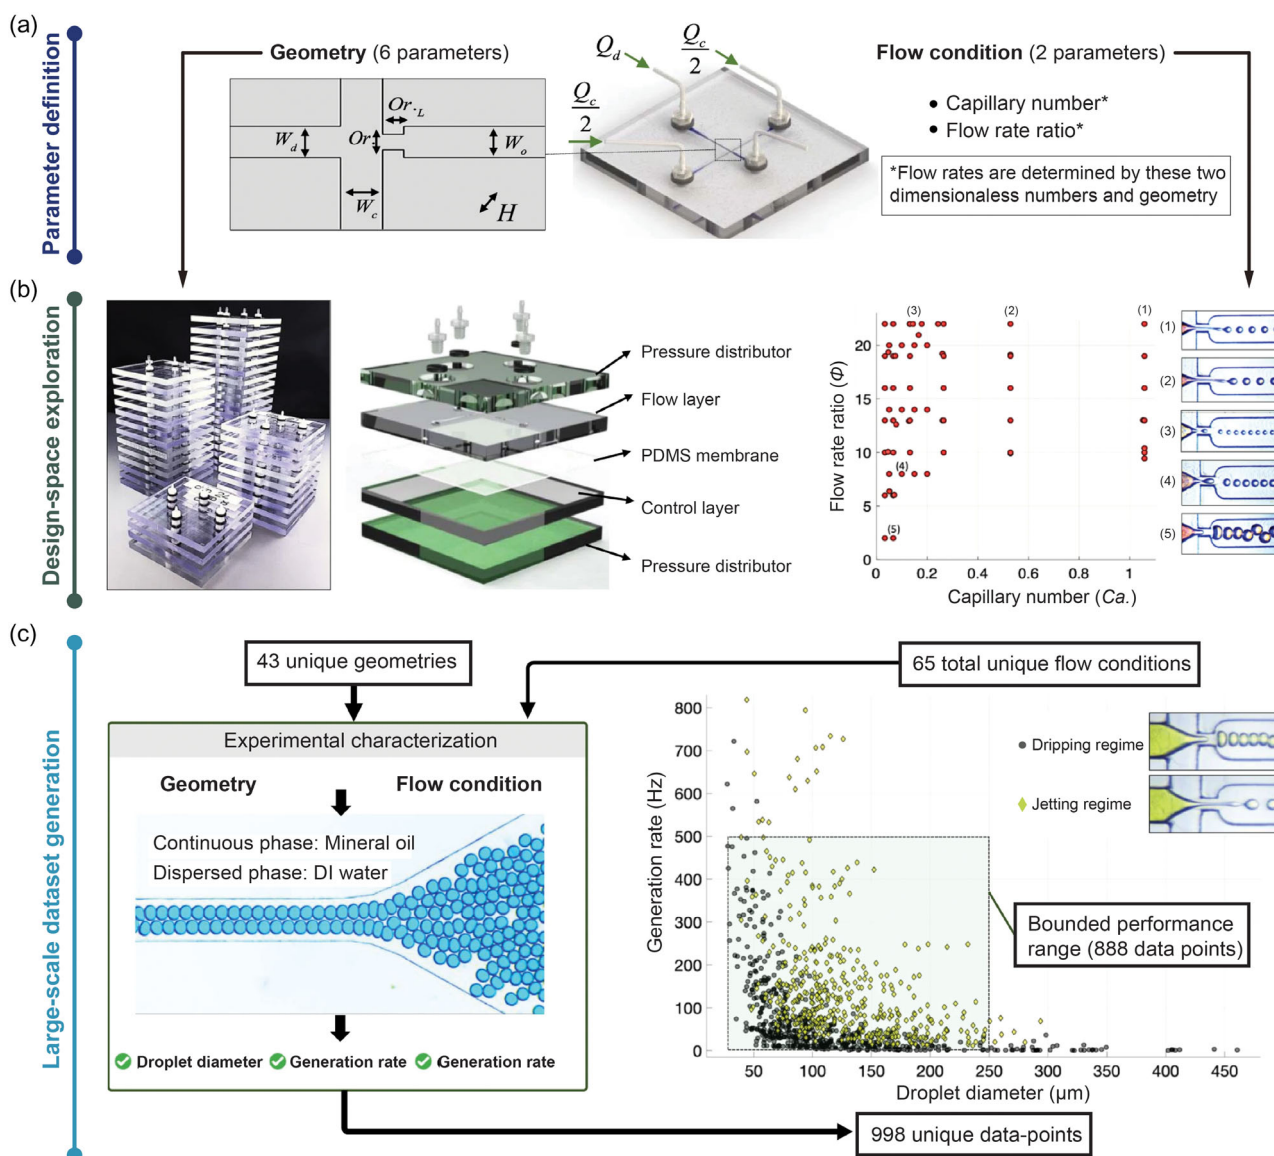 (a)
Parameter definition
Geometry (6 parameters)
Q_d
Q_c
2
Q_c
2
Or._L
Or.
W_d
W_o
W_c
H
Flow condition (2 parameters)
• Capillary number*
• Flow rate ratio*
*Flow rates are determined by these two
dimensionaless numbers and geometry
(b)
Design-space exploration
Pressure distributor
Flow layer
PDMS membrane
Control layer
Pressure distributor
Flow rate ratio (Φ)
20
15
10
5
0
0
0.2
0.4
0.6
0.8
1
Capillary number (Ca.)
(3)
(2)
(1)
(4)
(5)
(1)
(2)
(3)
(4)
(5)
(c)
Large-scale dataset generation
43 unique geometries
65 total unique flow conditions
Experimental characterization
Geometry
Flow condition
Continuous phase: Mineral oil
Dispersed phase: DI water
Droplet diameter
Generation rate
Generation rate
Generation rate (Hz)
800
700
600
500
400
300
200
100
0
50
100
150
200
250
300
350
400
450
Droplet diameter (μm)
Dripping regime
Jetting regime
Bounded performance
range (888 data points)
998 unique data-points